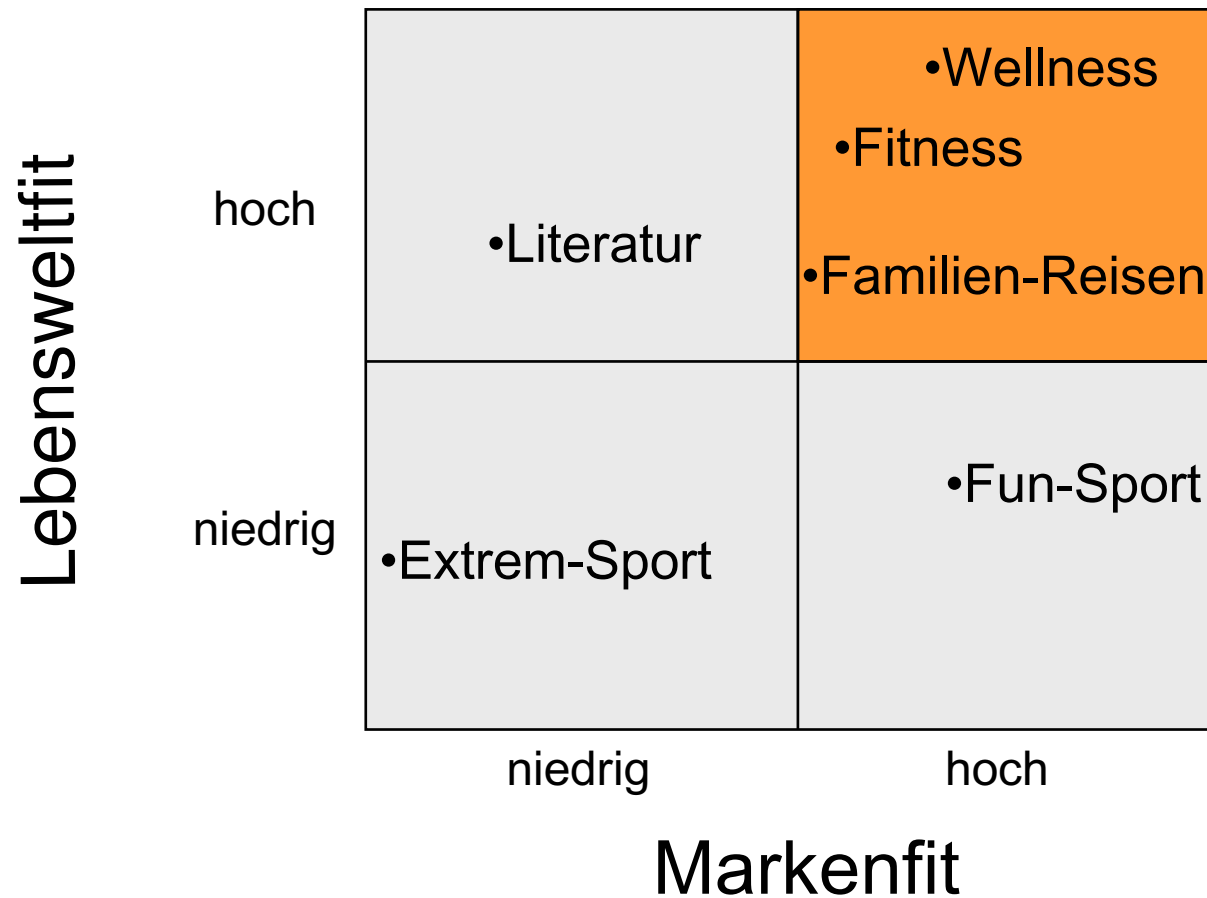 Lebensweltfit
hoch
niedrig
•Wellness
•Fitness
•Literatur
•Familien-Reisen
•Fun-Sport
•Extrem-Sport
niedrig
hoch
Markenfit